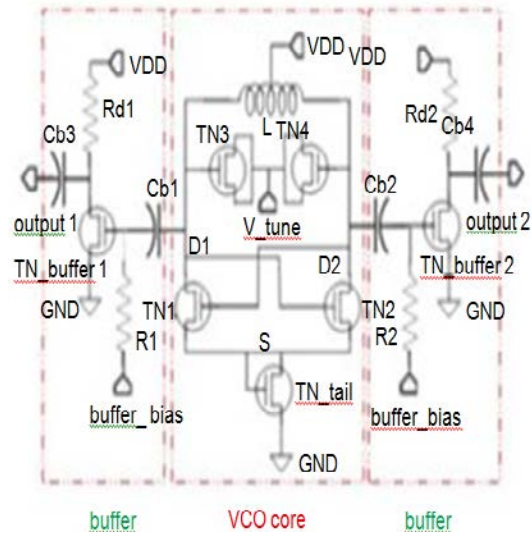 VDD
VDD
VDD
VDD
Rd1
L
Rd2
TN3
TN4
Cb3
Cb4
Cb1
Cb2
output 1
V_tune
output 2
TN_buffer 1
D1
D2
TN_buffer 2
GND
TN1
TN2
GND
R1
S
R2
TN_tail
buffer_bias
buffer_bias
GND
buffer
VCO core
buffer